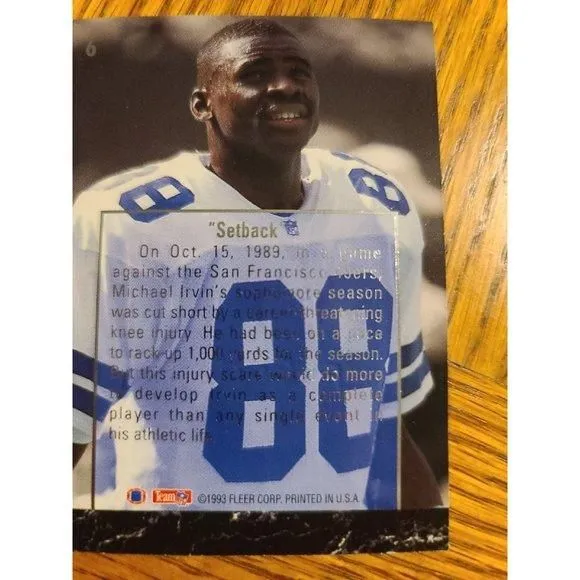 6
8
8
"Setback
On Oct. 15, 1989, in a game
against the San Francisco 49ers,
Michael Irvin's sophomore season
was cut short by a career-threatening
knee injury. He had been on a pace
to rack up 1,000 yards for the season.
But this injury scare would do more
to develop Irvin as a complete
player than any single event in
his athletic life.
88
Team NFL
©1993 FLEER CORP. PRINTED IN U.S.A.